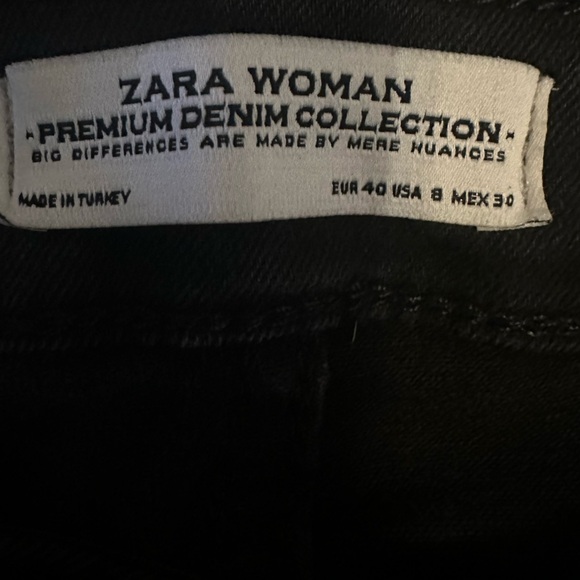 ZARA WOMAN
-PREMIUM DENIM COLLECTION-
BIG DIFFERENCES ARE MADE BY MERE NUANCES
MADE IN TURKEY EUR 40 USA 8 MEX 30